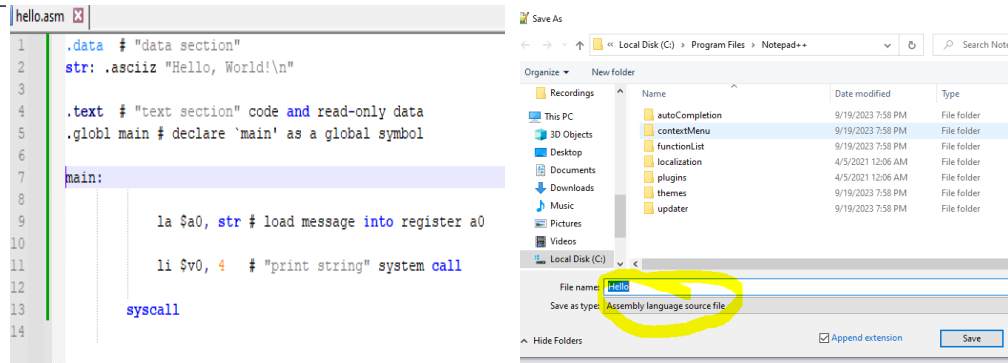 hello.asm
1 .data # "data section"
2 str: .asciiz "Hello, World!\n"
3
4 .text # "text section" code and read-only data
5 .globl main # declare `main' as a global symbol
6
7 main:
8
9 la $a0, str # load message into register a0
10
11 li $v0, 4 # "print string" system call
12
13 syscall
14
Save As
« Local Disk (C:) › Program Files › Notepad++
Search Note
Organize New folder
Recordings
This PC
3D Objects
Desktop
Documents
Downloads
Music
Pictures
Videos
Local Disk (C:)
Name Date modified Type
autoCompletion 9/19/2023 7:58 PM File folder
contextMenu 9/19/2023 7:58 PM File folder
functionList 9/19/2023 7:58 PM File folder
localization 4/5/2021 12:06 AM File folder
plugins 4/5/2021 12:06 AM File folder
themes 9/19/2023 7:58 PM File folder
updater 9/19/2023 7:58 PM File folder
File name: Hello
Save as type: Assembly language source file
Hide Folders
Append extension
Save